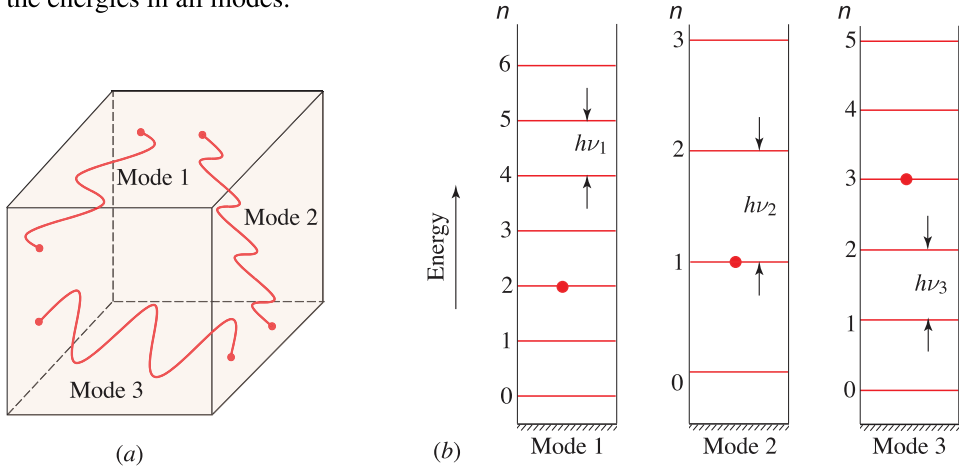 the energies in all modes.
Mode 1
Mode 2
Mode 3
(a)
Energy
n
6
5
4
3
2
1
0
hν1
Mode 1
n
3
2
1
0
hν2
Mode 2
n
5
4
3
2
1
0
hν3
Mode 3
(b)